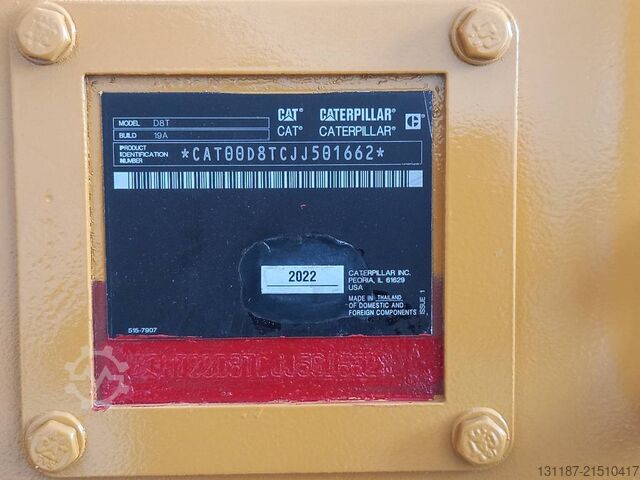 CAT® CATERPILLAR®
CAT® CATERPILLAR®
MODEL D8T
BUILD 19A
PRODUCT IDENTIFICATION NUMBER *CAT00D8TCJJ501662*
2022
CATERPILLAR INC.
PEORIA, IL 61629
USA
MADE IN THAILAND
OF DOMESTIC AND
FOREIGN COMPONENTS
ISSUE 1
515-7907
131187-21510417